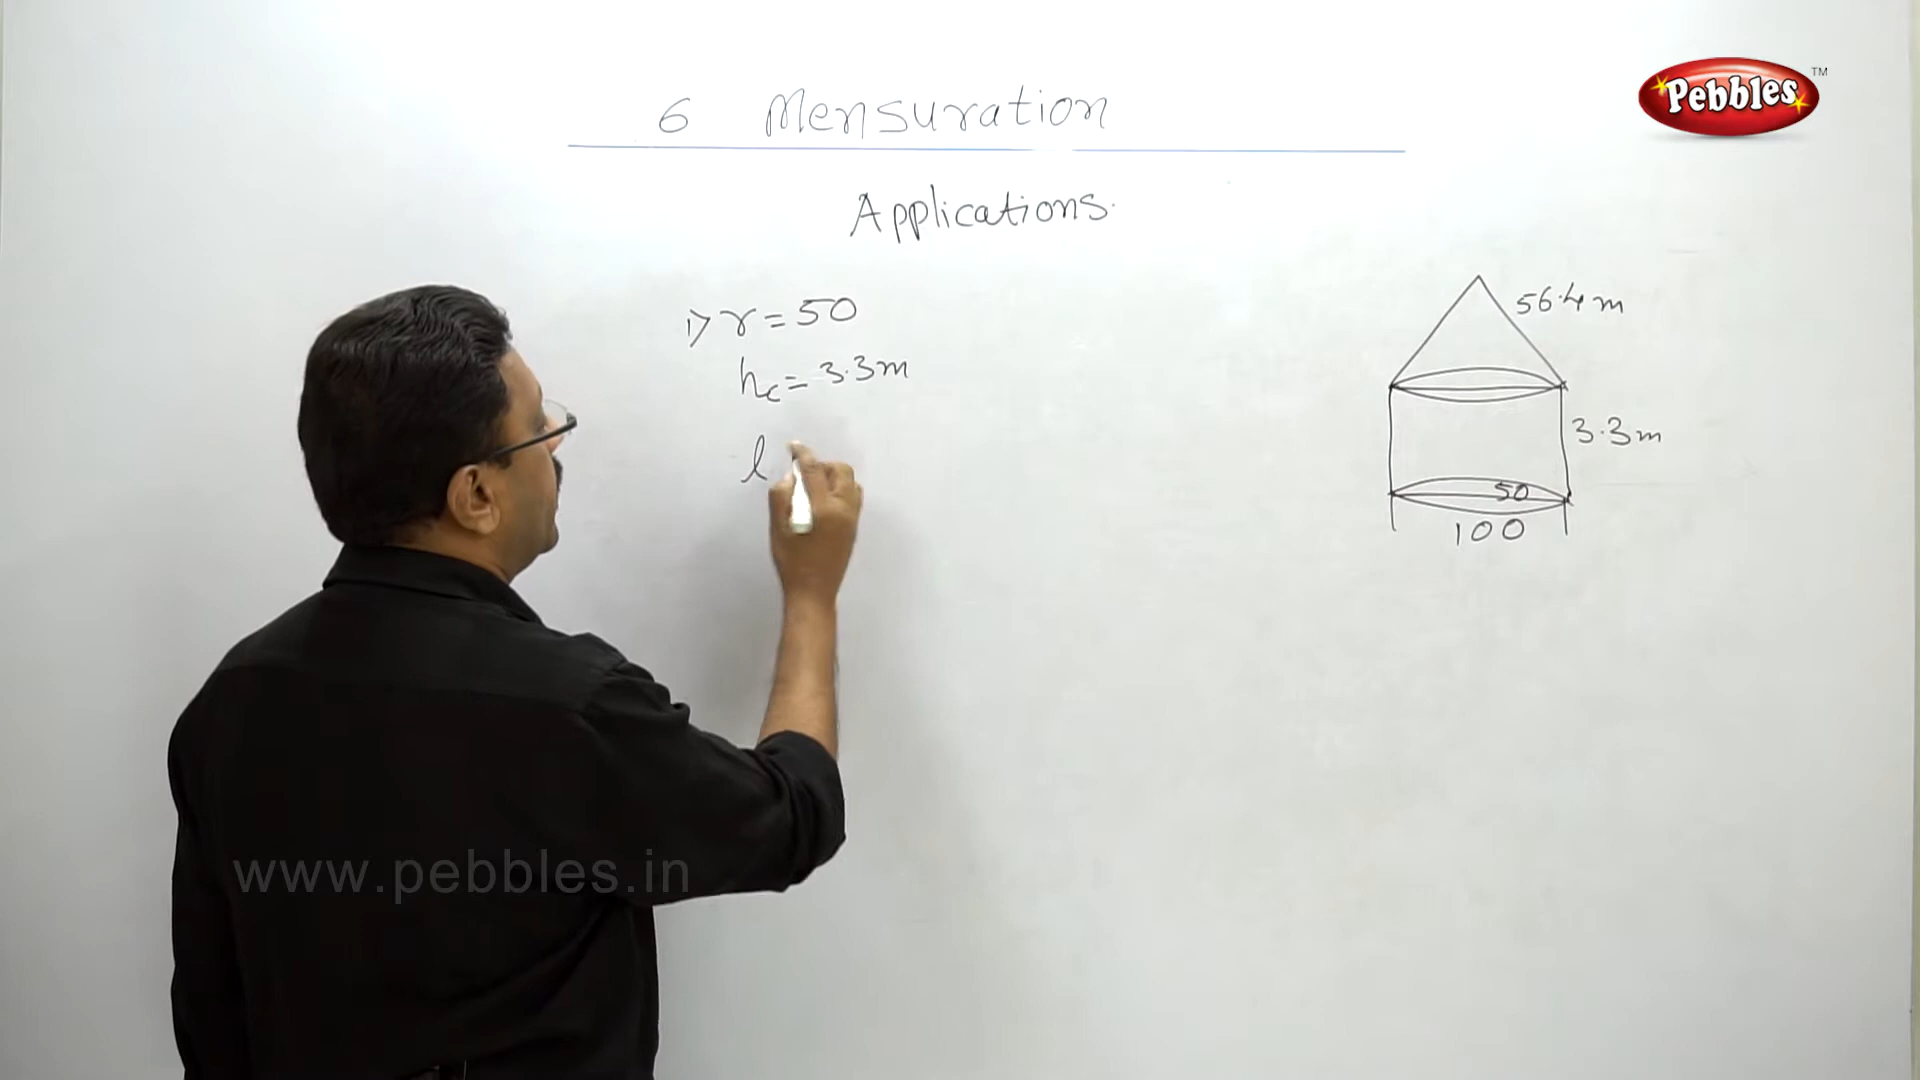 6 Mensuration
Pebbles TM
Applications.
1) r = 50
hc = 3.3m
l
56.4m
3.3m
50
100
www.pebbles.in